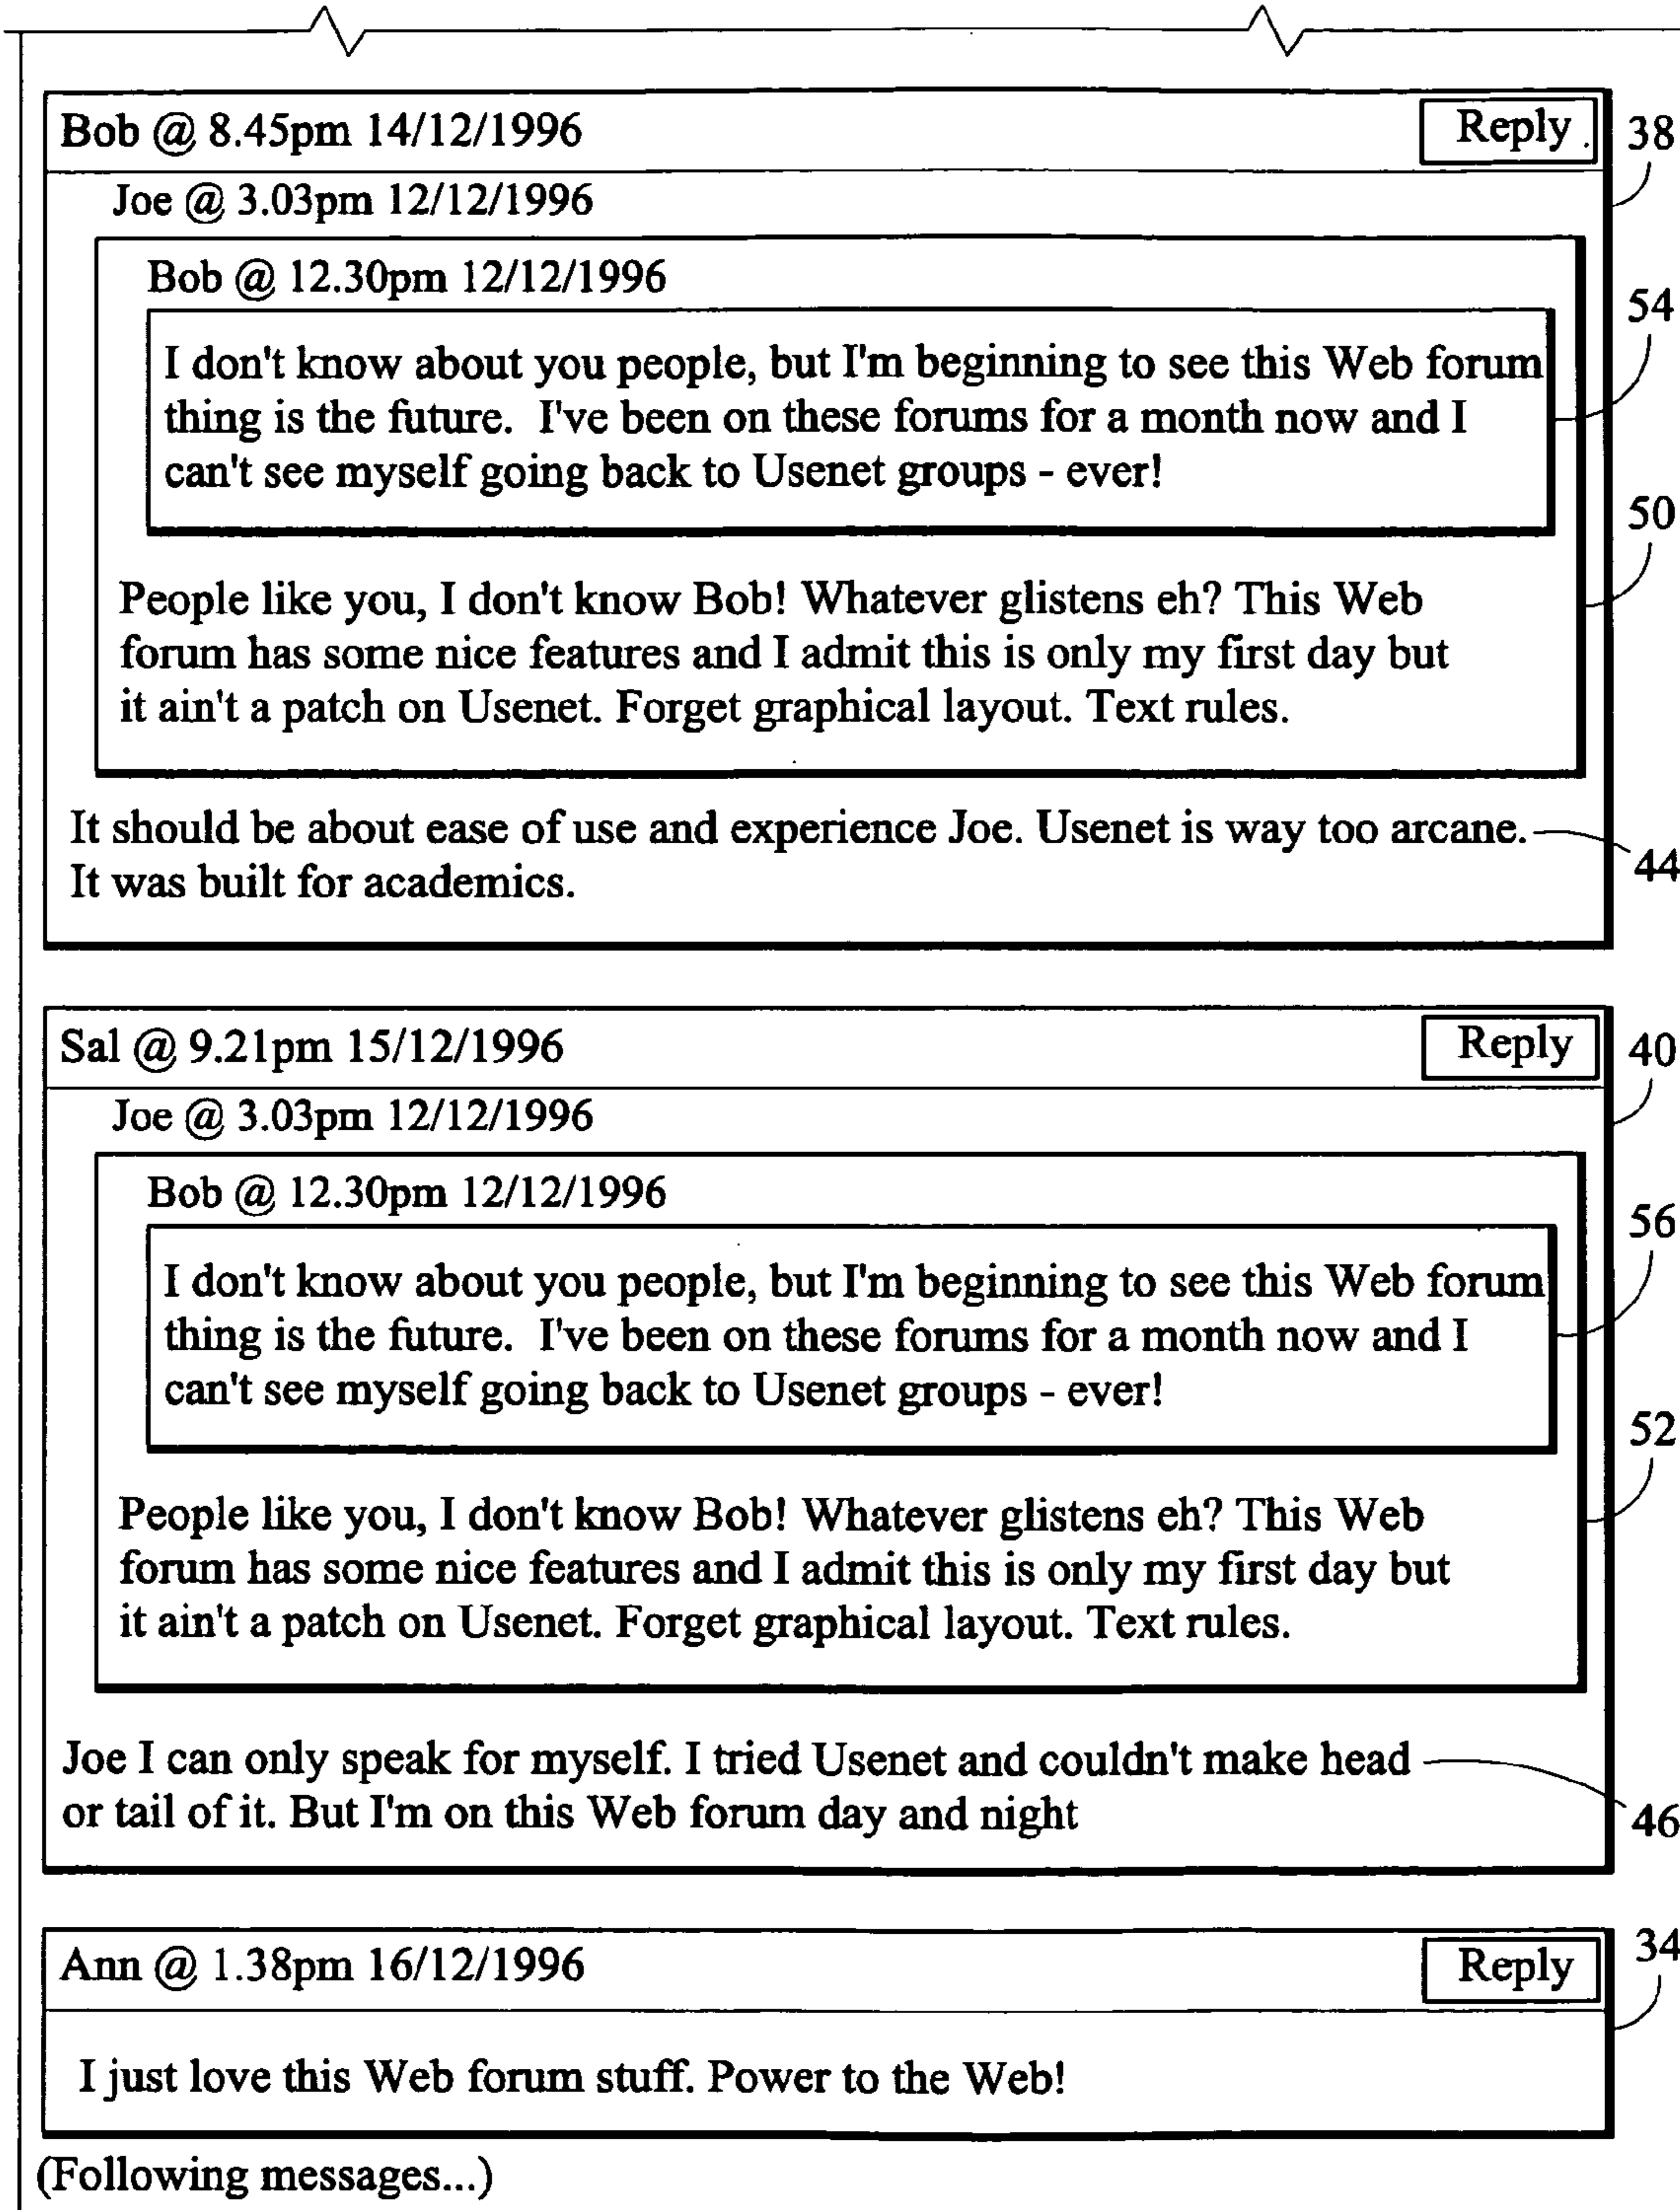 Bob @ 8.45pm 14/12/1996 Reply 38
Joe @ 3.03pm 12/12/1996
Bob @ 12.30pm 12/12/1996
54
I don't know about you people, but I'm beginning to see this Web forum
thing is the future. I've been on these forums for a month now and I
can't see myself going back to Usenet groups - ever!
50
People like you, I don't know Bob! Whatever glistens eh? This Web
forum has some nice features and I admit this is only my first day but
it ain't a patch on Usenet. Forget graphical layout. Text rules.
It should be about ease of use and experience Joe. Usenet is way too arcane.
44
It was built for academics.
Sal @ 9.21pm 15/12/1996 Reply 40
Joe @ 3.03pm 12/12/1996
Bob @ 12.30pm 12/12/1996
56
I don't know about you people, but I'm beginning to see this Web forum
thing is the future. I've been on these forums for a month now and I
can't see myself going back to Usenet groups - ever!
52
People like you, I don't know Bob! Whatever glistens eh? This Web
forum has some nice features and I admit this is only my first day but
it ain't a patch on Usenet. Forget graphical layout. Text rules.
Joe I can only speak for myself. I tried Usenet and couldn't make head
or tail of it. But I'm on this Web forum day and night
46
Ann @ 1.38pm 16/12/1996 Reply 34
I just love this Web forum stuff. Power to the Web!
(Following messages...)